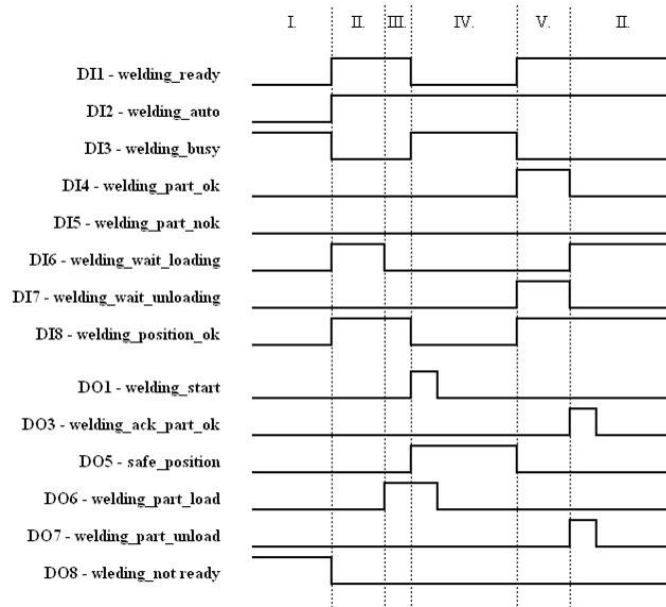 I. II. III. IV. V. II.
DI1 - welding_ready
DI2 - welding_auto
DI3 - welding_busy
DI4 - welding_part_ok
DI5 - welding_part_nok
DI6 - welding_wait_loading
DI7 - welding_wait_unloading
DI8 - welding_position_ok
DO1 - welding_start
DO3 - welding_ack_part_ok
DO5 - safe_position
DO6 - welding_part_load
DO7 - welding_part_unload
DO8 - wleding_not ready